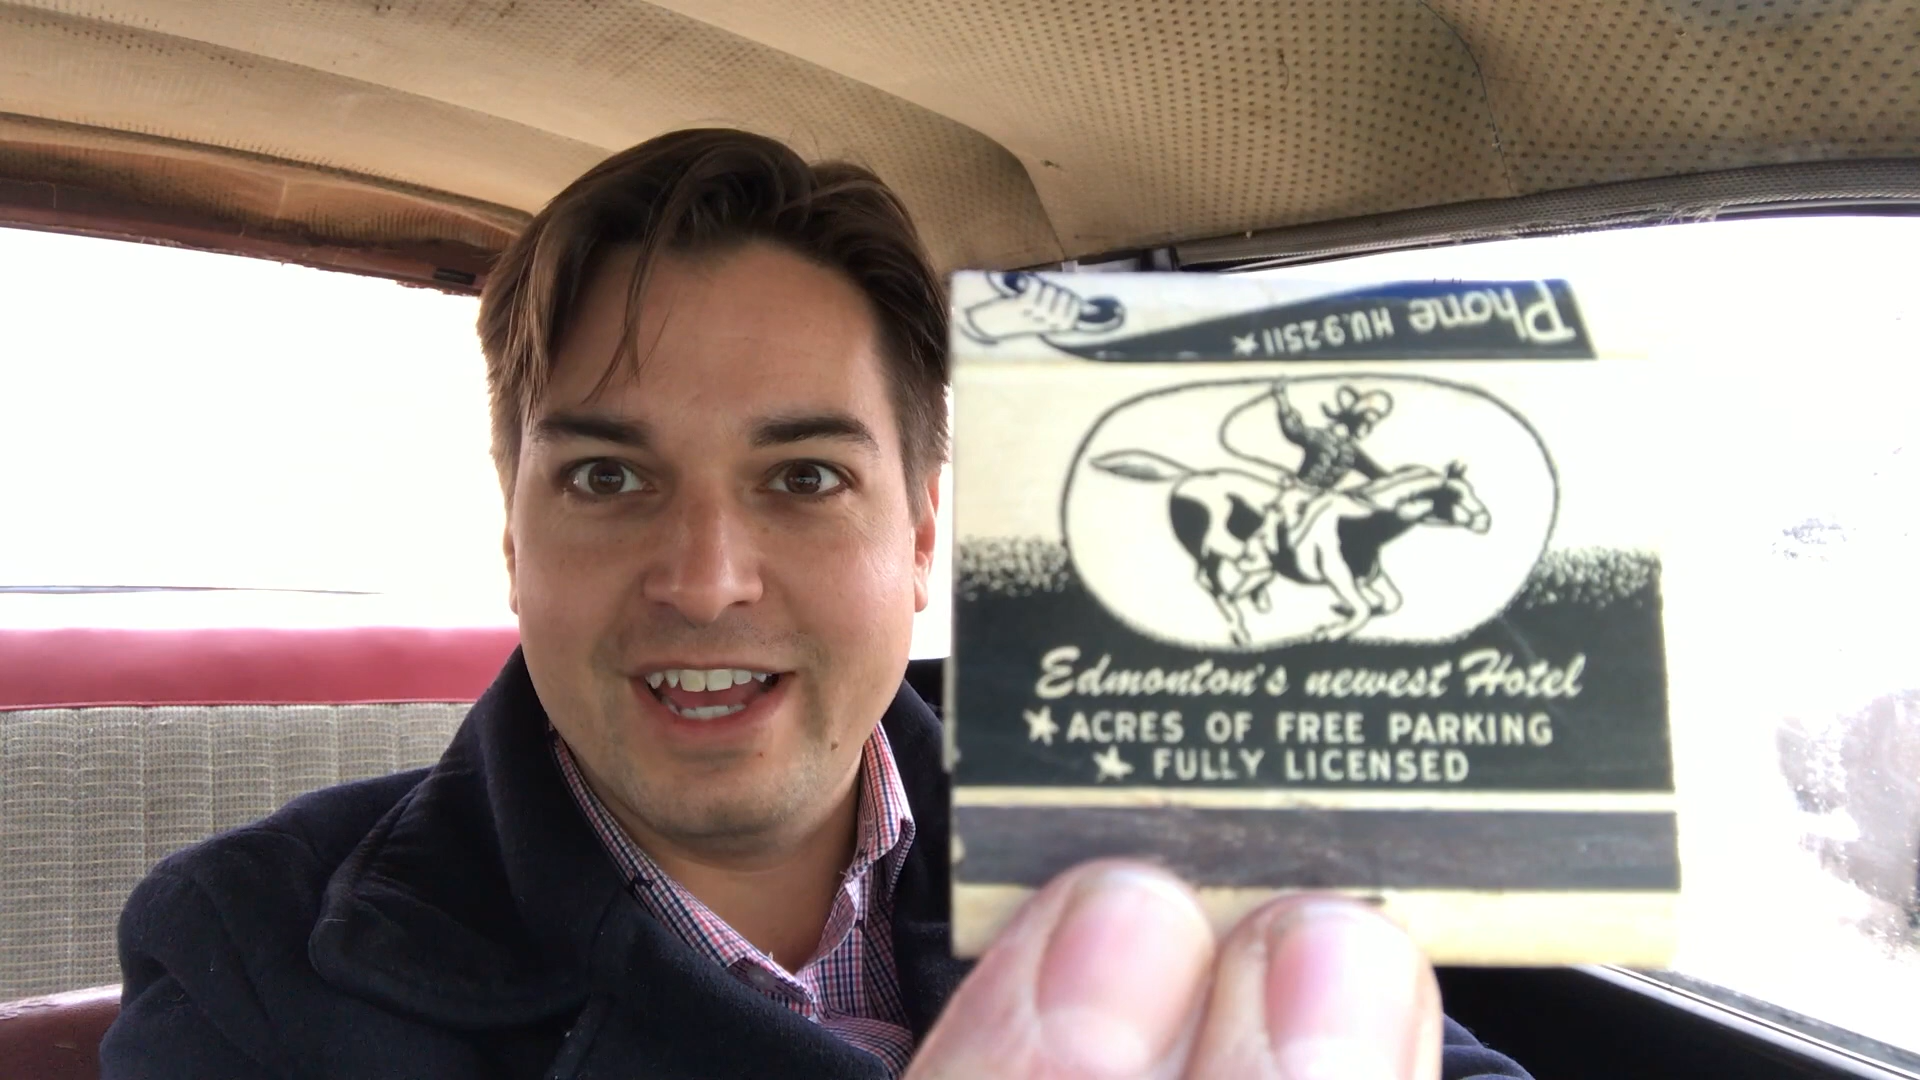 Phone HU.9-2511
Edmonton's newest Hotel
ACRES OF FREE PARKING
FULLY LICENSED